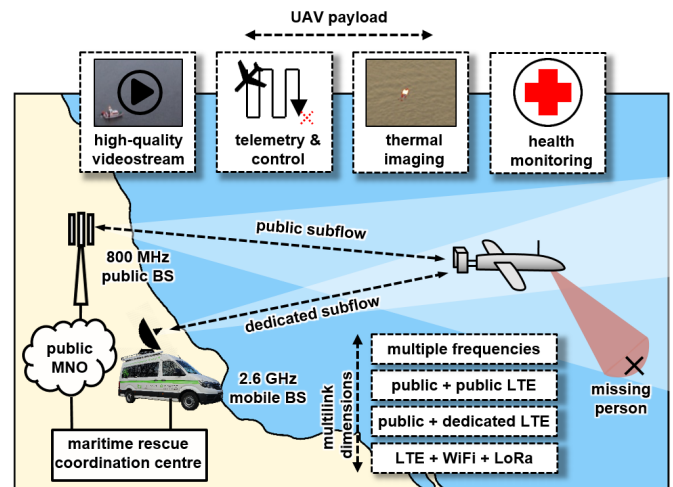 UAV payload
high-quality
videostream
telemetry &
control
thermal
imaging
health
monitoring
public subflow
800 MHz
public BS
dedicated subflow
public
MNO
2.6 GHz
mobile BS
maritime rescue
coordination centre
multilink
dimensions
multiple frequencies
public + public LTE
public + dedicated LTE
LTE + WiFi + LoRa
missing
person